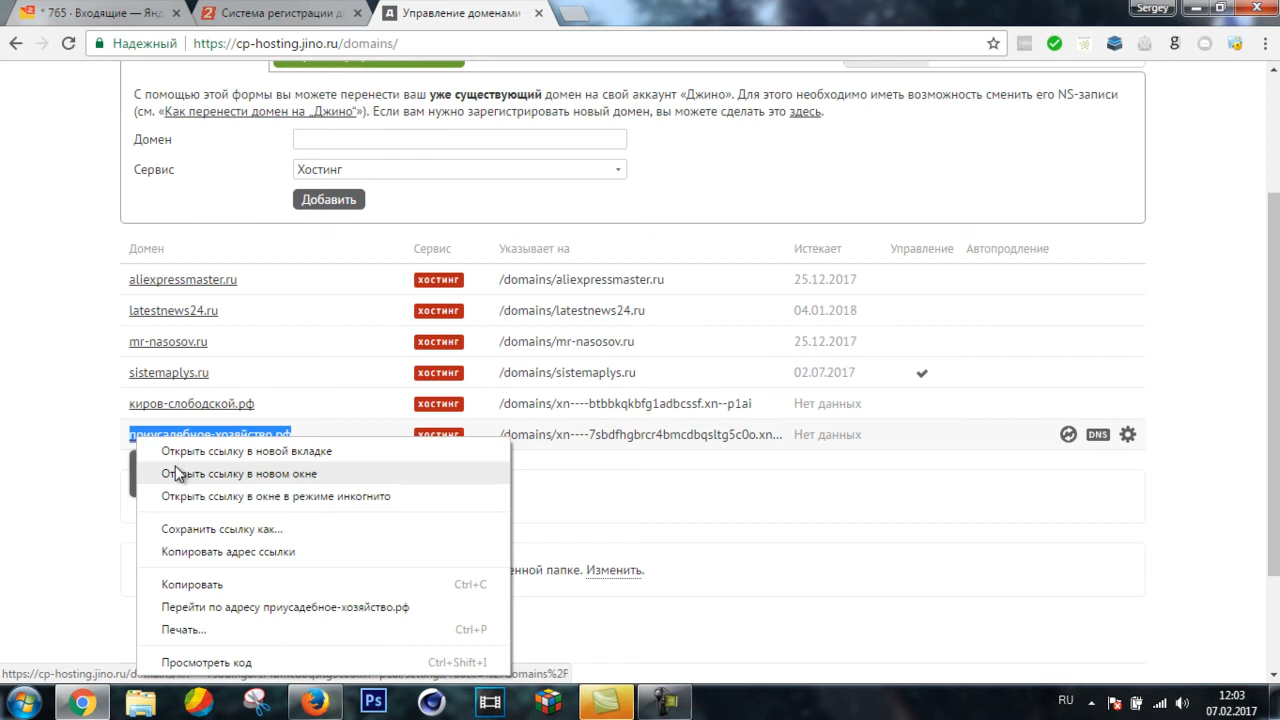 * 765 · Входящие — Янд
Система регистрации д
Управление доменами
Sergey
Надежный
https://cp-hosting.jino.ru/domains/
С помощью этой формы вы можете перенести ваш уже существующий домен на свой аккаунт «Джино». Для этого необходимо иметь возможность сменить его NS-записи
(см. «Как перенести домен на „Джино“»). Если вам нужно зарегистрировать новый домен, вы можете сделать это здесь.
Домен
Сервис Хостинг
Добавить
Домен Сервис Указывает на Истекает Управление Автопродление
aliexpressmaster.ru хостинг /domains/aliexpressmaster.ru 25.12.2017
latestnews24.ru хостинг /domains/latestnews24.ru 04.01.2018
mr-nasosov.ru хостинг /domains/mr-nasosov.ru 25.12.2017
sistemaplys.ru хостинг /domains/sistemaplys.ru 02.07.2017
киров-слободской.рф хостинг /domains/xn----btbbkqkbfg1adbcssf.xn--p1ai Нет данных
приусадебное-хозяйство.рф хостинг /domains/xn----7sbdfhgbrcr4bmcdbqsltg5c0o.xn... Нет данных DNS
Открыть ссылку в новой вкладке
Открыть ссылку в новом окне
Открыть ссылку в окне в режиме инкогнито
Сохранить ссылку как...
Копировать адрес ссылки
енной папке. Изменить.
Копировать Ctrl+C
Перейти по адресу приусадебное-хозяйство.рф
Печать... Ctrl+P
Просмотреть код Ctrl+Shift+I
https://cp-hosting.jino.ru/domains/
Ps
RU
12:03
07.02.2017